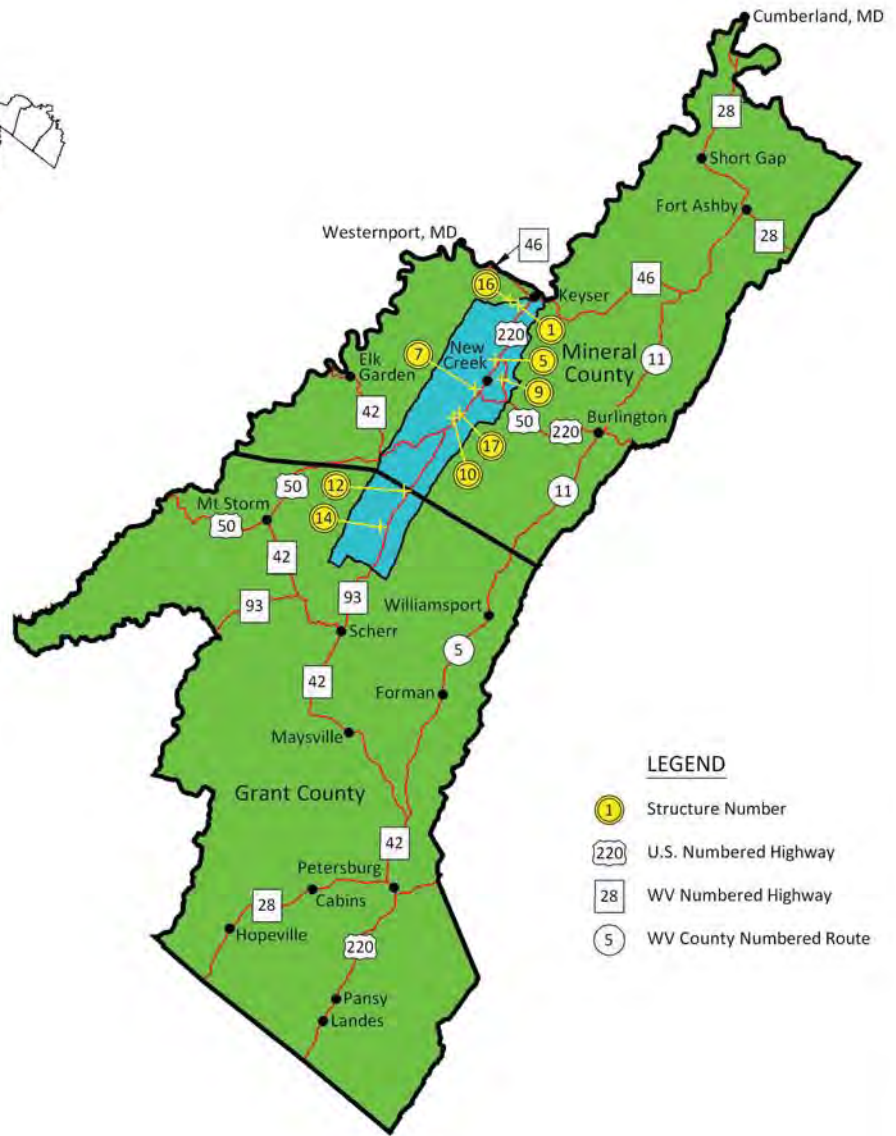 Cumberland, MD
28
Short Gap
Fort Ashby
28
Westernport, MD
46
46
16
Keyser
1
220
7
New
Creek
5
Mineral
County
Elk
Garden
9
11
42
50
220
Burlington
17
10
12
50
11
Mt Storm
14
50
42
93
93
Williamsport
Scherr
5
42
Forman
Maysville
Grant County
42
Petersburg
Cabins
28
Hopeville
220
Pansy
Landes
LEGEND
1 Structure Number
220 U.S. Numbered Highway
28 WV Numbered Highway
5 WV County Numbered Route